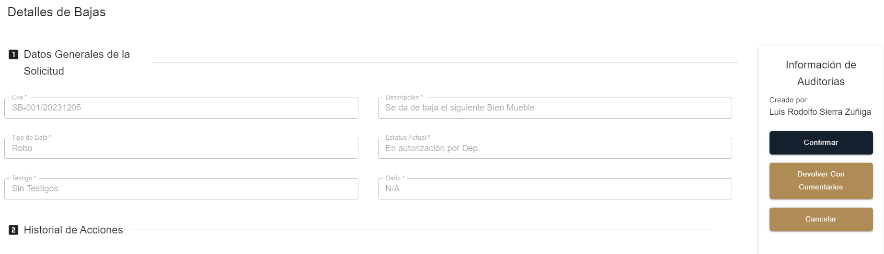 Detalles de Bajas
1 Datos Generales de la
Solicitud
Cve *
SB-001/20231205
Descripción *
Se da de baja el siguiente Bien Mueble
Tipo de Baja *
Robo
Estatus Actual *
En autorización por Dep.
Testigo *
Sin Testigos
Daño *
N/A
2 Historial de Acciones
Información de
Auditorias
Creado por:
Luis Rodolfo Sierra Zuñiga
Confirmar
Devolver Con
Comentarios
Cancelar